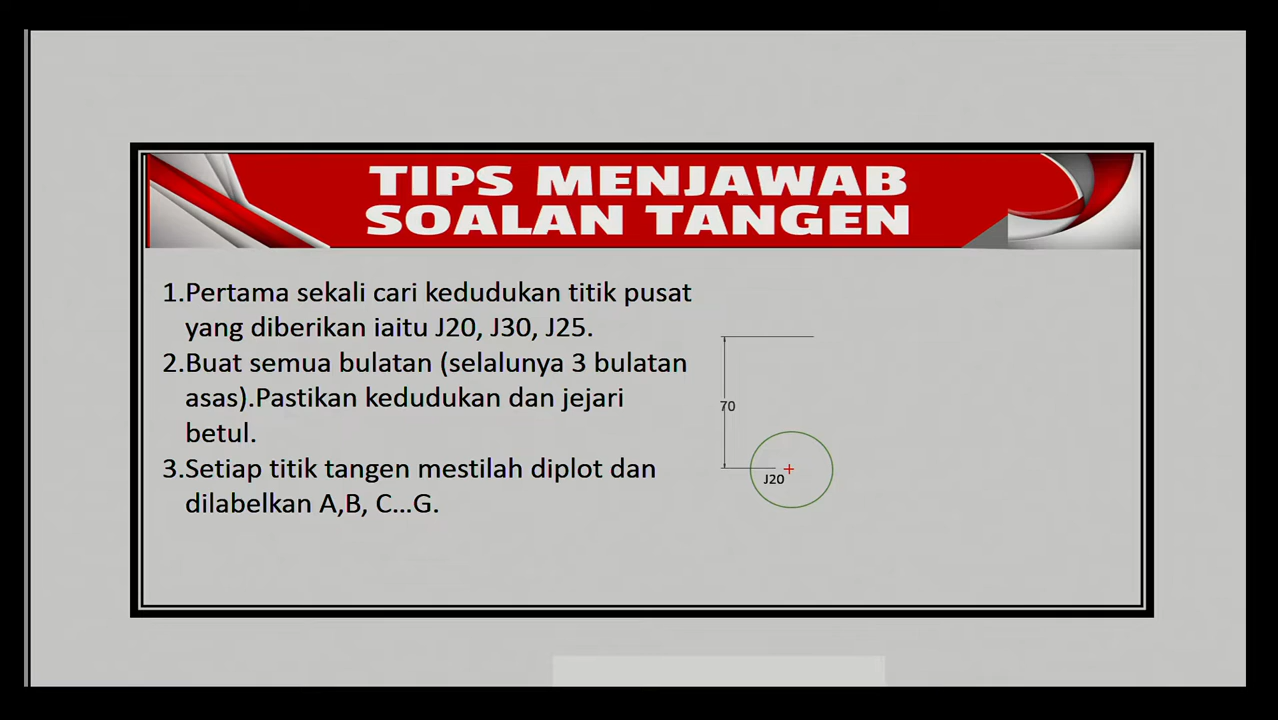 TIPS MENJAWAB
SOALAN TANGEN
1.Pertama sekali cari kedudukan titik pusat
yang diberikan iaitu J20, J30, J25.
2.Buat semua bulatan (selalunya 3 bulatan
asas).Pastikan kedudukan dan jejari
betul.
3.Setiap titik tangen mestilah diplot dan
dilabelkan A,B, C...G.
70
J20